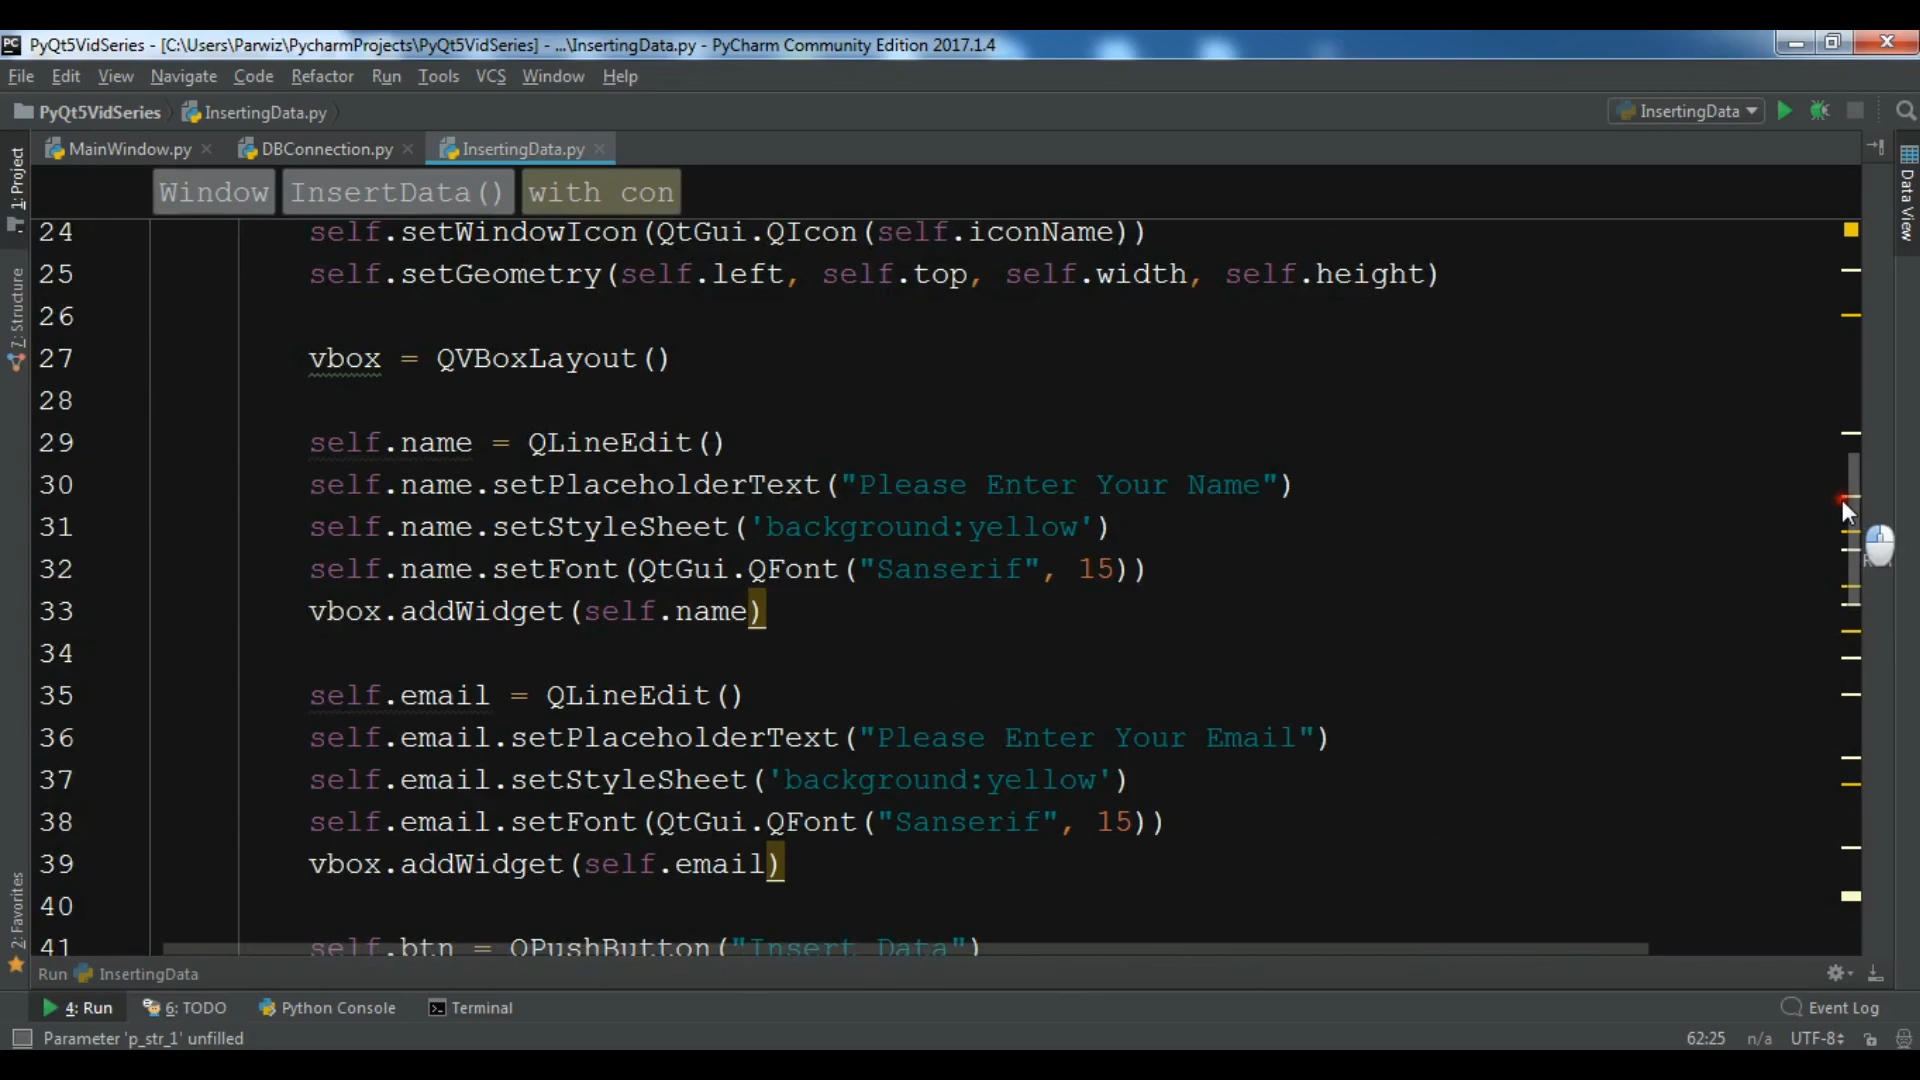 PyQt5VidSeries - [C:\Users\Parwiz\PycharmProjects\PyQt5VidSeries] - ...\InsertingData.py - PyCharm Community Edition 2017.1.4
File Edit View Navigate Code Refactor Run Tools VCS Window Help
PyQt5VidSeries InsertingData.py InsertingData
MainWindow.py DBConnection.py InsertingData.py
1: Project
7: Structure
2: Favorites
Data View
Window InsertData() with con
24 self.setWindowIcon(QtGui.QIcon(self.iconName))
25 self.setGeometry(self.left, self.top, self.width, self.height)
26
27 vbox = QVBoxLayout()
28
29 self.name = QLineEdit()
30 self.name.setPlaceholderText("Please Enter Your Name")
31 self.name.setStyleSheet('background:yellow')
32 self.name.setFont(QtGui.QFont("Sanserif", 15))
33 vbox.addWidget(self.name)
34
35 self.email = QLineEdit()
36 self.email.setPlaceholderText("Please Enter Your Email")
37 self.email.setStyleSheet('background:yellow')
38 self.email.setFont(QtGui.QFont("Sanserif", 15))
39 vbox.addWidget(self.email)
40
41 self.btn = QPushButton("Insert Data")
Run InsertingData
4: Run 6: TODO Python Console Terminal Event Log
Parameter 'p_str_1' unfilled 62:25 n/a UTF-8